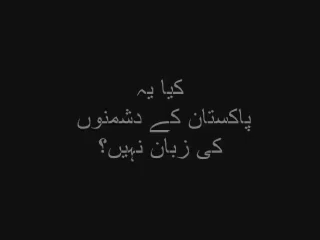 کیا یہ
پاکستان کے دشمنوں
کی زبان نہیں؟